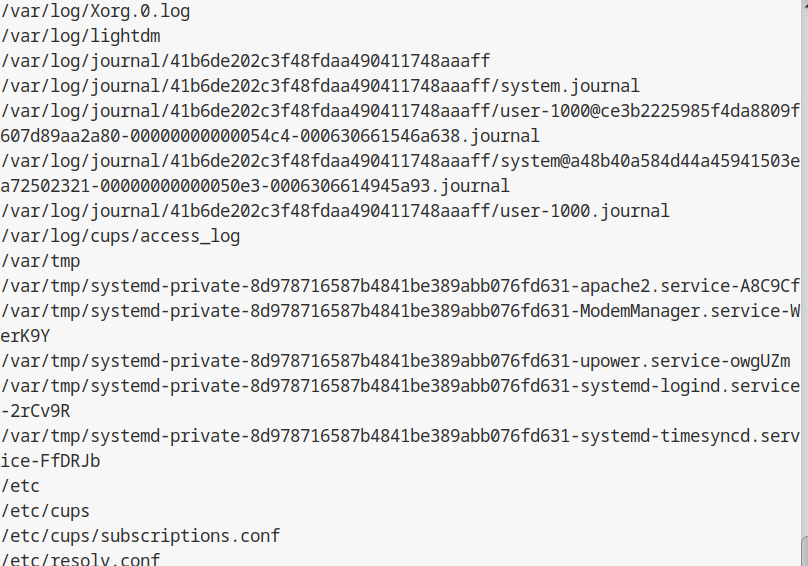 /var/log/Xorg.0.log
/var/log/lightdm
/var/log/journal/41b6de202c3f48fdaa490411748aaaff
/var/log/journal/41b6de202c3f48fdaa490411748aaaff/system.journal
/var/log/journal/41b6de202c3f48fdaa490411748aaaff/user-1000@ce3b2225985f4da8809f
607d89aa2a80-00000000000054c4-000630661546a638.journal
/var/log/journal/41b6de202c3f48fdaa490411748aaaff/system@a48b40a584d44a45941503e
a72502321-00000000000050e3-0006306614945a93.journal
/var/log/journal/41b6de202c3f48fdaa490411748aaaff/user-1000.journal
/var/log/cups/access_log
/var/tmp
/var/tmp/systemd-private-8d978716587b4841be389abb076fd631-apache2.service-A8C9Cf
/var/tmp/systemd-private-8d978716587b4841be389abb076fd631-ModemManager.service-W
erK9Y
/var/tmp/systemd-private-8d978716587b4841be389abb076fd631-upower.service-owgUZm
/var/tmp/systemd-private-8d978716587b4841be389abb076fd631-systemd-logind.service
-2rCv9R
/var/tmp/systemd-private-8d978716587b4841be389abb076fd631-systemd-timesyncd.serv
ice-FfDRJb
/etc
/etc/cups
/etc/cups/subscriptions.conf
/etc/resolv.conf